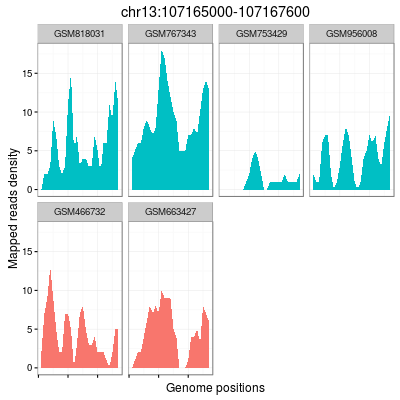 chr13:107165000-107167600
GSM818031 GSM767343 GSM753429 GSM956008
15
10
5
0
Mapped reads density
GSM466732 GSM663427
15
10
5
0
Genome positions